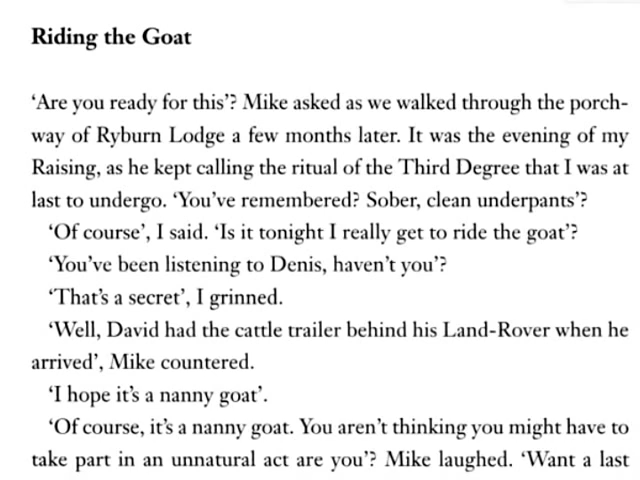 Riding the Goat
‘Are you ready for this’? Mike asked as we walked through the porch-
way of Ryburn Lodge a few months later. It was the evening of my
Raising, as he kept calling the ritual of the Third Degree that I was at
last to undergo. ‘You’ve remembered? Sober, clean underpants’?
‘Of course’, I said. ‘Is it tonight I really get to ride the goat’?
‘You’ve been listening to Denis, haven’t you’?
‘That’s a secret’, I grinned.
‘Well, David had the cattle trailer behind his Land-Rover when he
arrived’, Mike countered.
‘I hope it’s a nanny goat’.
‘Of course, it’s a nanny goat. You aren’t thinking you might have to
take part in an unnatural act are you’? Mike laughed. ‘Want a last